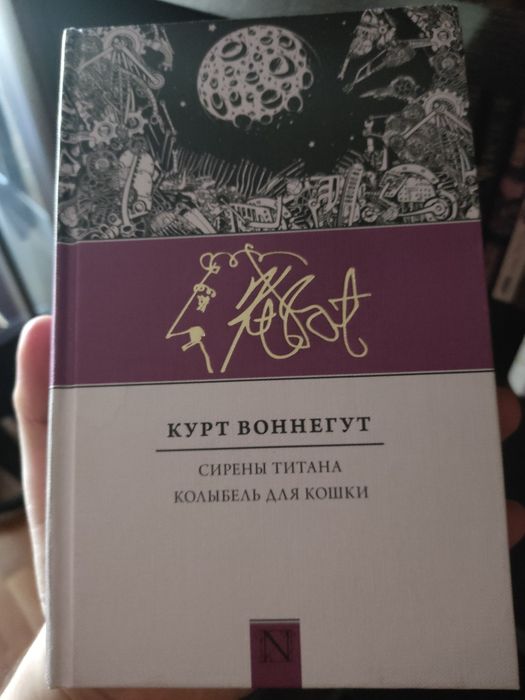 КУРТ ВОННЕГУТ
СИРЕНЫ ТИТАНА
КОЛЫБЕЛЬ ДЛЯ КОШКИ
N